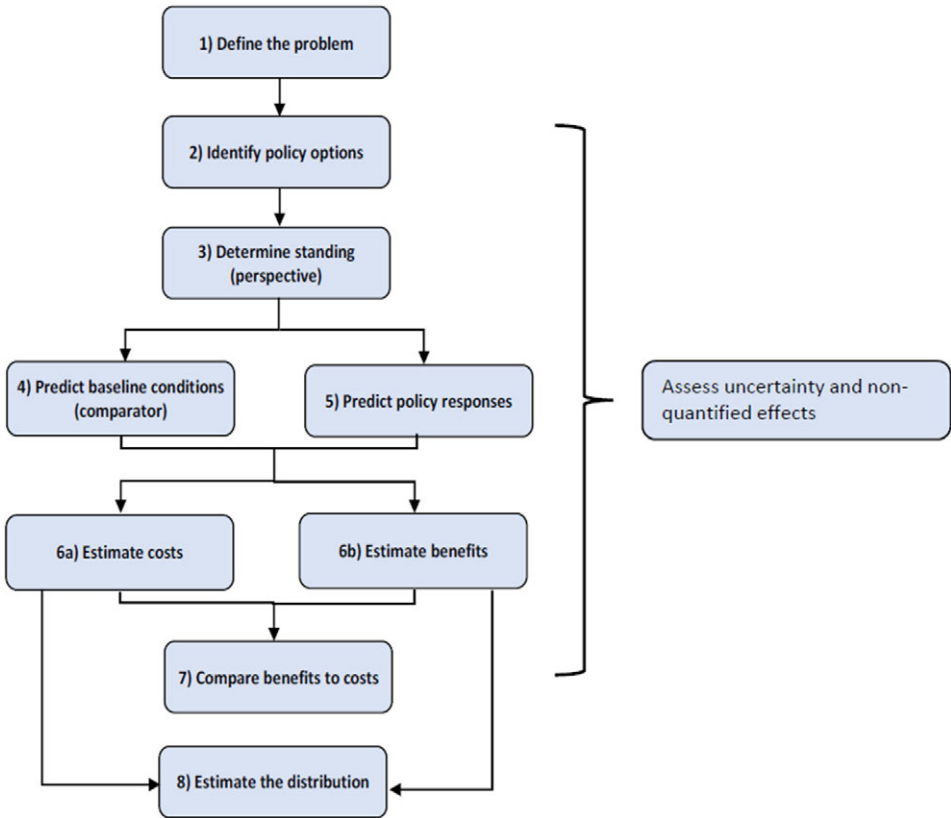 1) Define the problem
2) Identify policy options
3) Determine standing
(perspective)
4) Predict baseline conditions
(comparator)
5) Predict policy responses
Assess uncertainty and non-
quantified effects
6a) Estimate costs
6b) Estimate benefits
7) Compare benefits to costs
8) Estimate the distribution